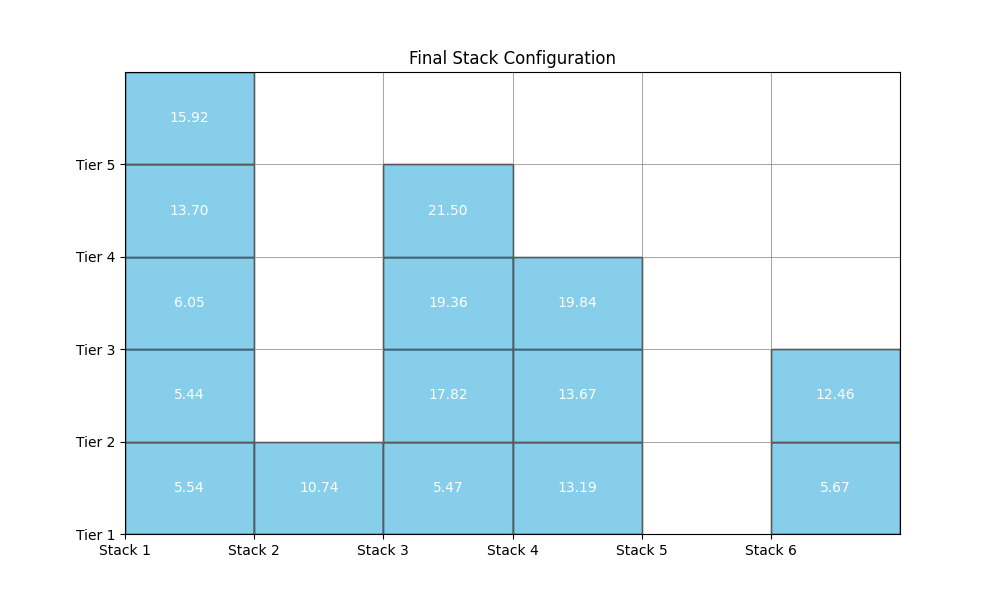 Final Stack Configuration
15.92
Tier 5
13.70 21.50
Tier 4
6.05 19.36 19.84
Tier 3
5.44 17.82 13.67 12.46
Tier 2
5.54 10.74 5.47 13.19 5.67
Tier 1
Stack 1 Stack 2 Stack 3 Stack 4 Stack 5 Stack 6